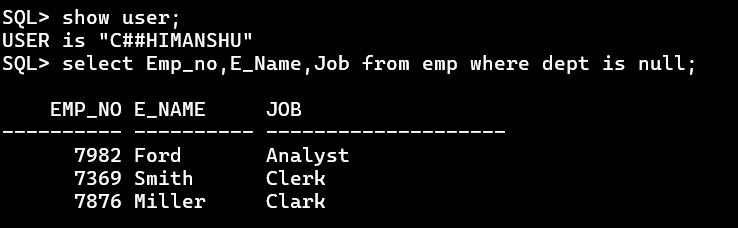 SQL> show user;
USER is "C##HIMANSHU"
SQL> select Emp_no,E_Name,Job from emp where dept is null;
    EMP_NO E_NAME     JOB
---------- ---------- --------------------
      7982 Ford       Analyst
      7369 Smith      Clerk
      7876 Miller     Clark